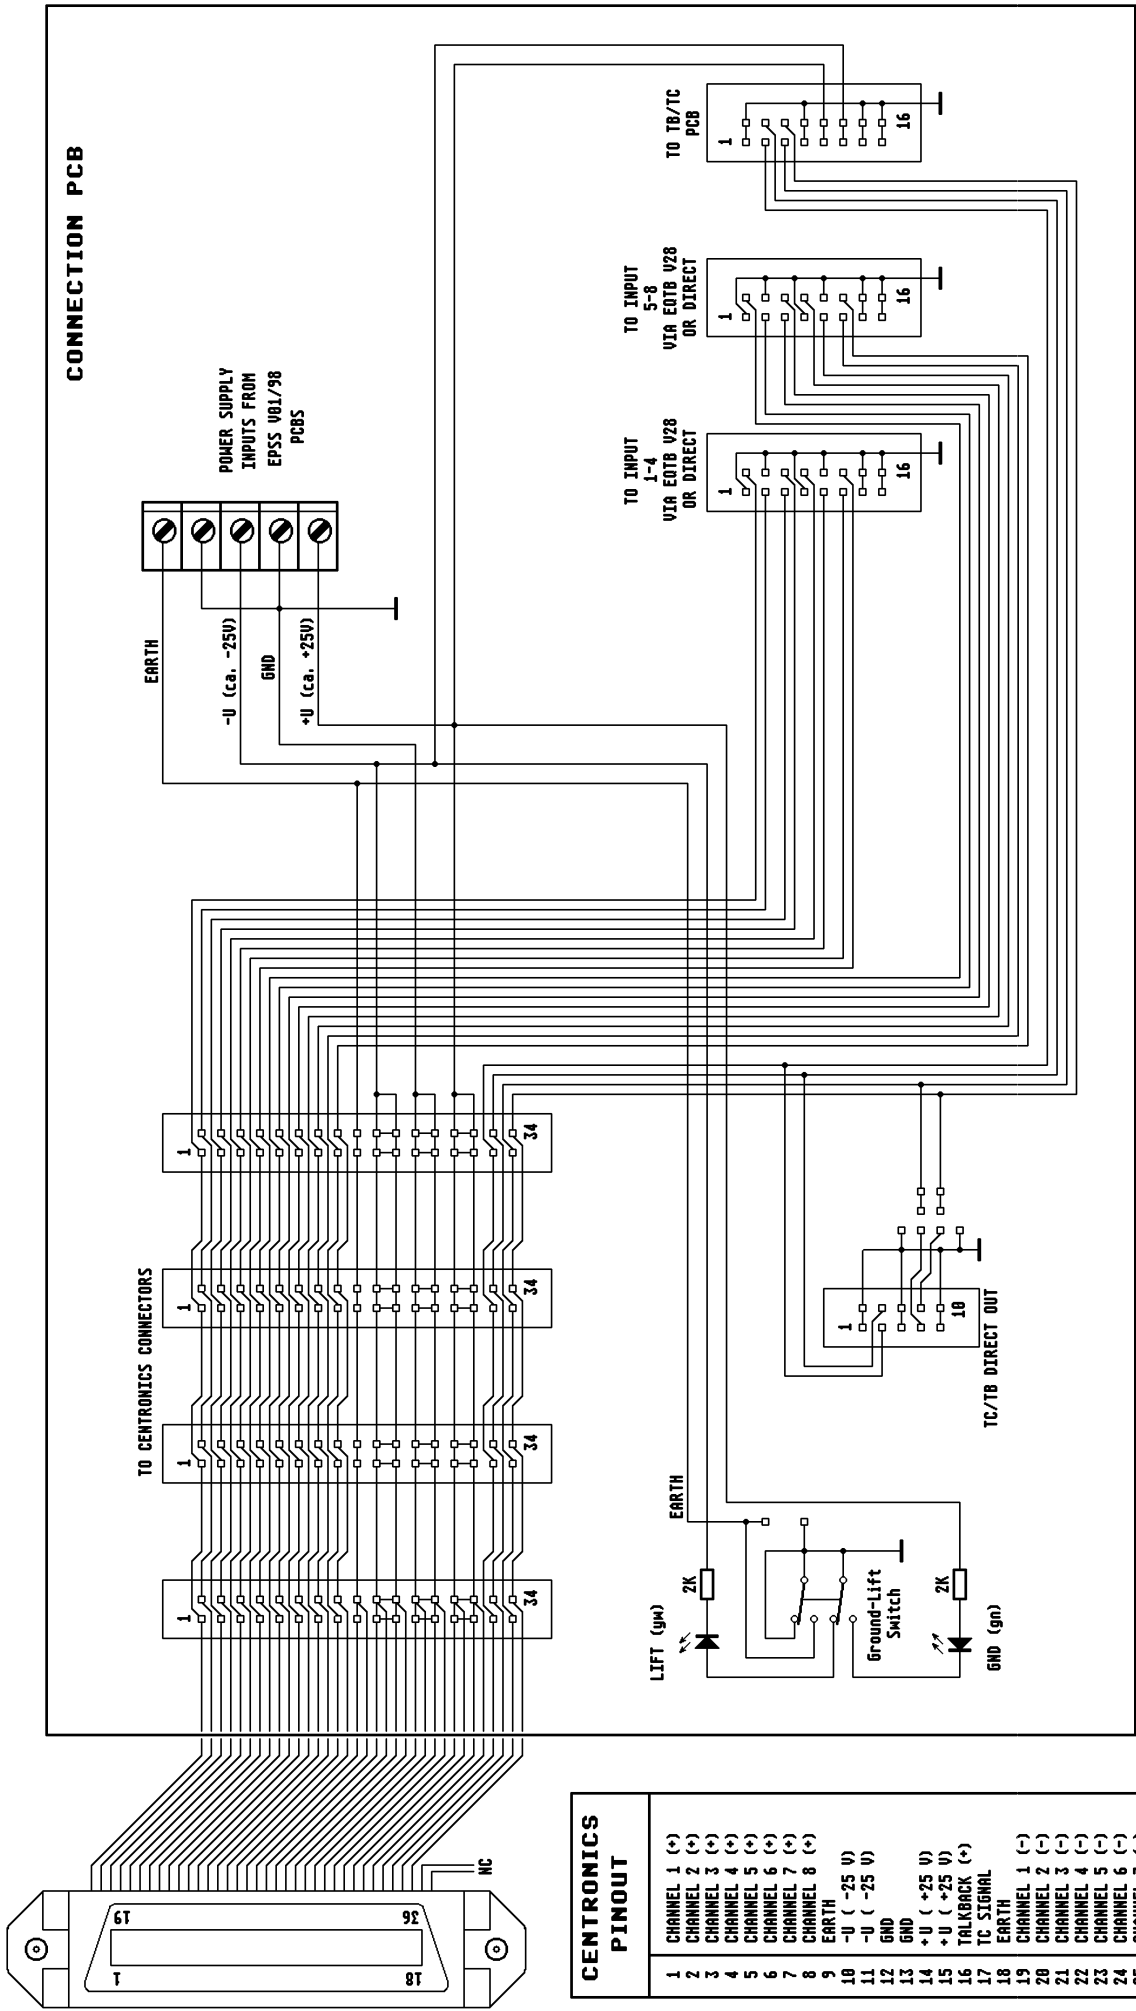 CONNECTION PCB
POWER SUPPLY
INPUTS FROM
EPSS V01/98
PCBS
EARTH
-U (ca. -25V)
GND
+U (ca. +25V)
TO TB/TC
PCB
1
16
TO INPUT
5-8
VIA EQTB V28
OR DIRECT
1
16
TO INPUT
1-4
VIA EQTB V28
OR DIRECT
1
16
TO CENTRONICS CONNECTORS
1
34
1
34
1
34
1
34
1
10
TC/TB DIRECT OUT
EARTH
2K
LIFT (yw)
Ground-Lift
Switch
2K
GND (gn)
NC
19
36
1
18
CENTRONICS
PINOUT
1 CHANNEL 1 (+)
2 CHANNEL 2 (+)
3 CHANNEL 3 (+)
4 CHANNEL 4 (+)
5 CHANNEL 5 (+)
6 CHANNEL 6 (+)
7 CHANNEL 7 (+)
8 CHANNEL 8 (+)
9 EARTH
10 -U ( -25 V)
11 -U ( -25 V)
12 GND
13 GND
14 +U ( +25 V)
15 +U ( +25 V)
16 TALKBACK (+)
17 TC SIGNAL
18 EARTH
19 CHANNEL 1 (-)
20 CHANNEL 2 (-)
21 CHANNEL 3 (-)
22 CHANNEL 4 (-)
23 CHANNEL 5 (-)
24 CHANNEL 6 (-)